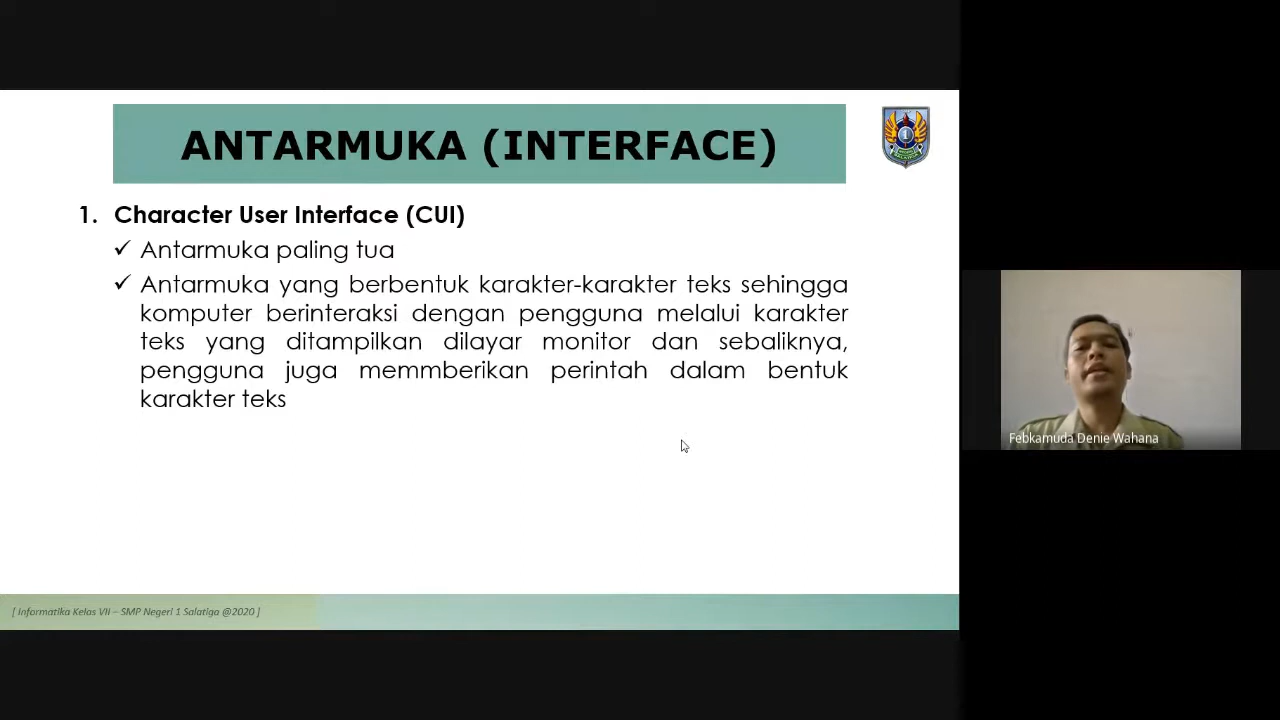 ANTARMUKA (INTERFACE)
1. Character User Interface (CUI)
✓ Antarmuka paling tua
✓ Antarmuka yang berbentuk karakter-karakter teks sehingga
komputer berinteraksi dengan pengguna melalui karakter
teks yang ditampilkan dilayar monitor dan sebaliknya,
pengguna juga memmberikan perintah dalam bentuk
karakter teks
[ Informatika Kelas VII – SMP Negeri 1 Salatiga @2020 ]
Febkamuda Denie Wahana